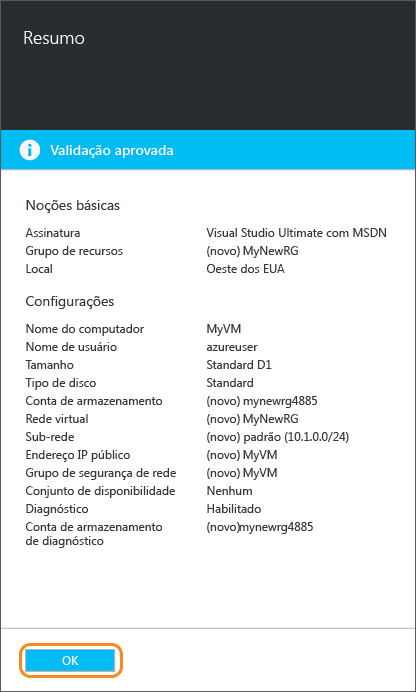 Resumo
Validação aprovada
Noções básicas
Assinatura Visual Studio Ultimate com MSDN
Grupo de recursos (novo) MyNewRG
Local Oeste dos EUA
Configurações
Nome do computador MyVM
Nome de usuário azureuser
Tamanho Standard D1
Tipo de disco Standard
Conta de armazenamento (novo) mynewrg4885
Rede virtual (novo) MyNewRG
Sub-rede (novo) padrão (10.1.0.0/24)
Endereço IP público (novo) MyVM
Grupo de segurança de rede (novo) MyVM
Conjunto de disponibilidade Nenhum
Diagnóstico Habilitado
Conta de armazenamento (novo)mynewrg4885
de diagnóstico
OK